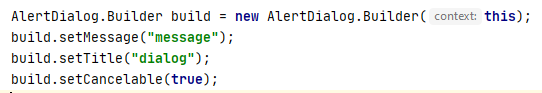 AlertDialog.Builder build = new AlertDialog.Builder( context: this);
build.setMessage("message");
build.setTitle("dialog");
build.setCancelable(true);